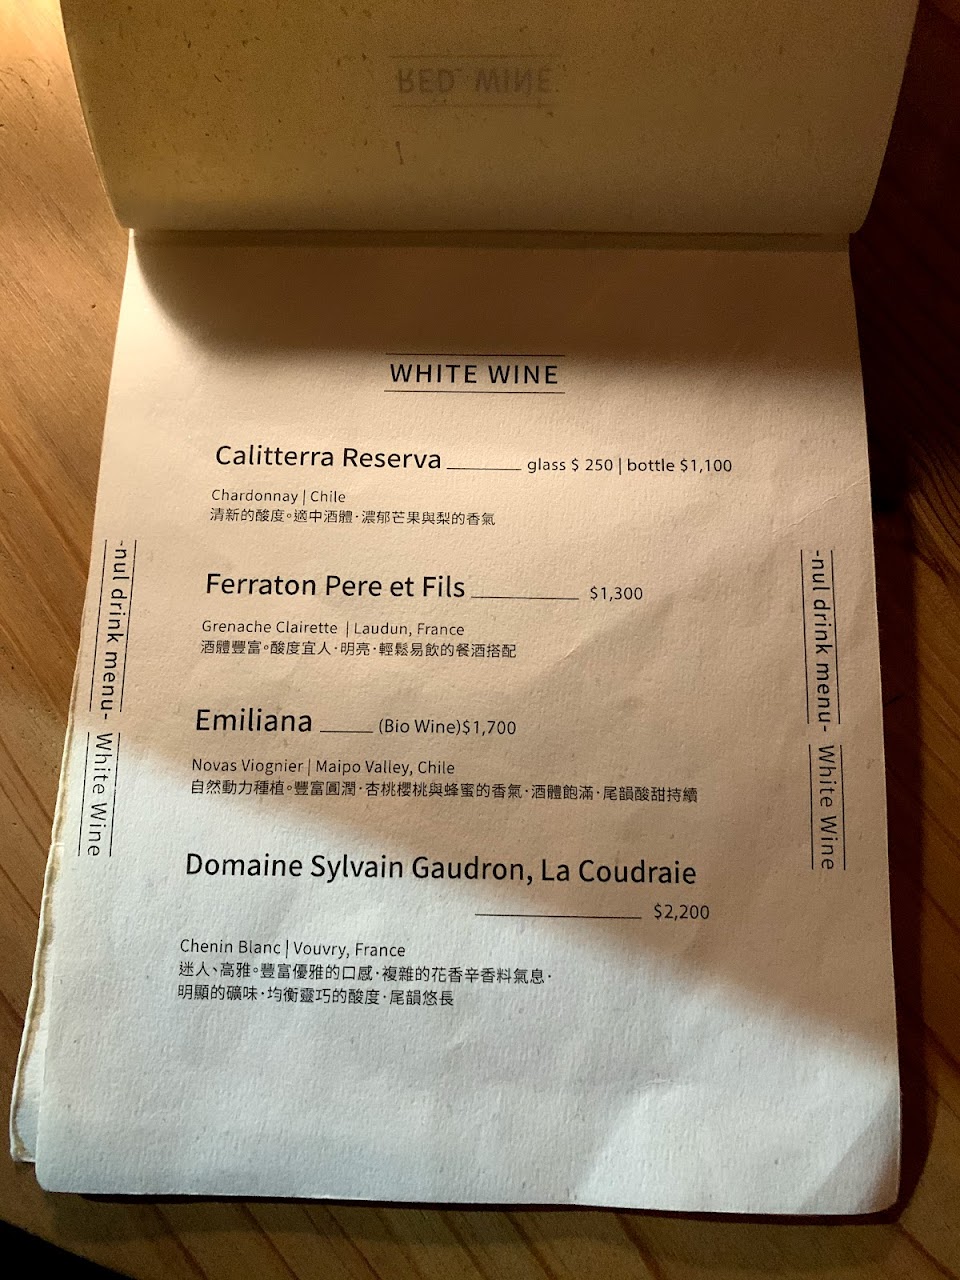 RED WINE
WHITE WINE
Calitterra Reserva glass $ 250 | bottle $1,100
Chardonnay | Chile
清新的酸度。適中酒體·濃郁芒果與梨的香氣
Ferraton Pere et Fils $1,300
Grenache Clairette | Laudun, France
酒體豐富。酸度宜人·明亮·輕鬆易飲的餐酒搭配
Emiliana (Bio Wine)$1,700
Novas Viognier | Maipo Valley, Chile
自然動力種植。豐富圓潤·杏桃櫻桃與蜂蜜的香氣·酒體飽滿·尾韻酸甜持續
Domaine Sylvain Gaudron, La Coudraie
$2,200
Chenin Blanc | Vouvry, France
迷人、高雅。豐富優雅的口感·複雜的花香辛香料氣息·
明顯的礦味·均衡靈巧的酸度·尾韻悠長
-nul drink menu- White Wine
-nul drink menu- White Wine